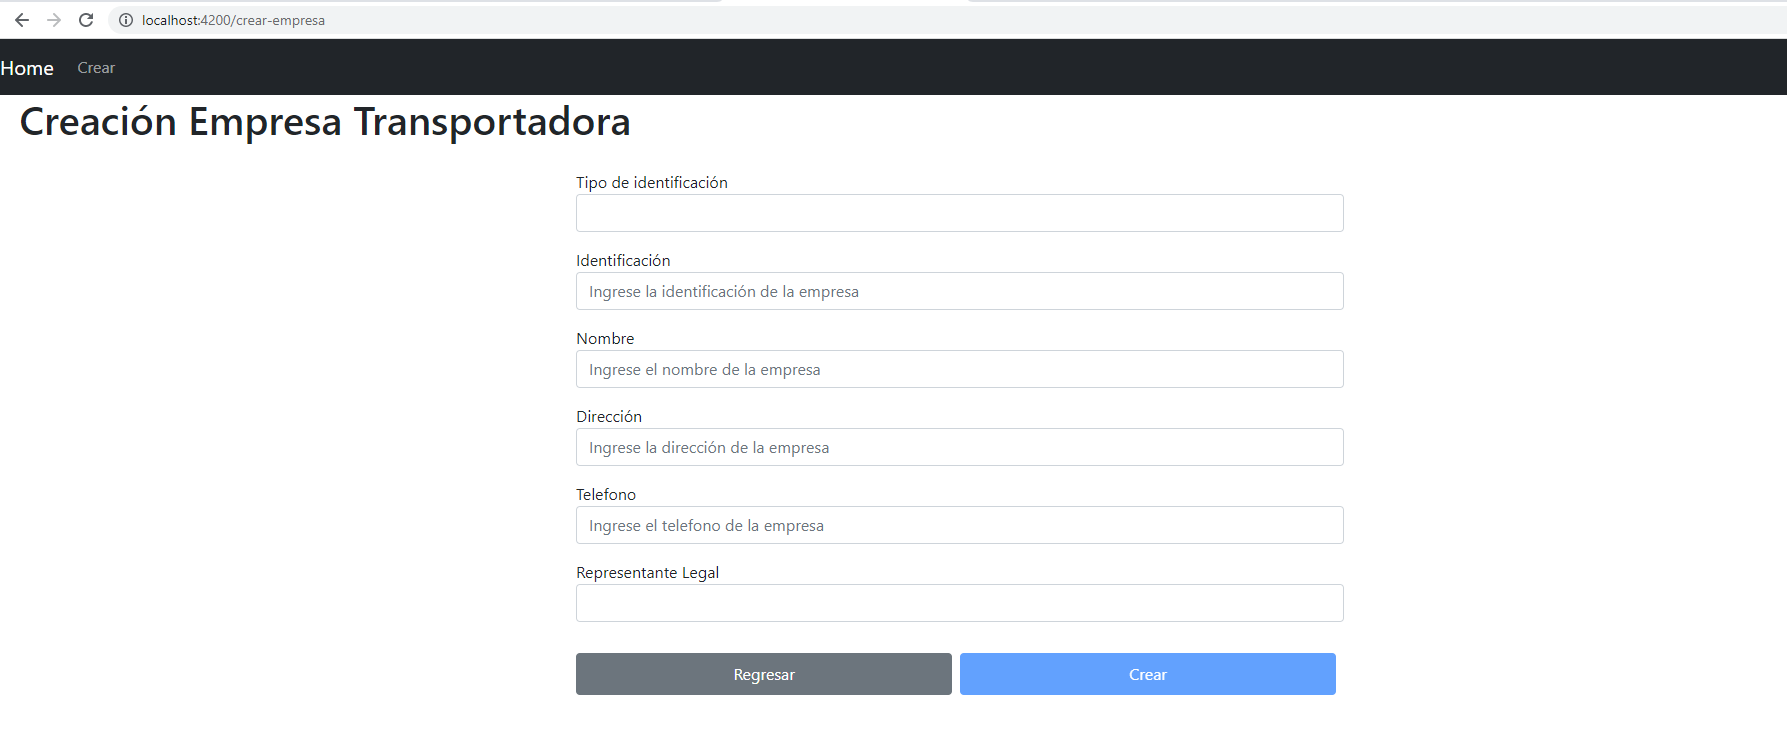 localhost:4200/crear-empresa
Home Crear
Creación Empresa Transportadora
Tipo de identificación
Identificación
Ingrese la identificación de la empresa
Nombre
Ingrese el nombre de la empresa
Dirección
Ingrese la dirección de la empresa
Telefono
Ingrese el telefono de la empresa
Representante Legal
Regresar Crear